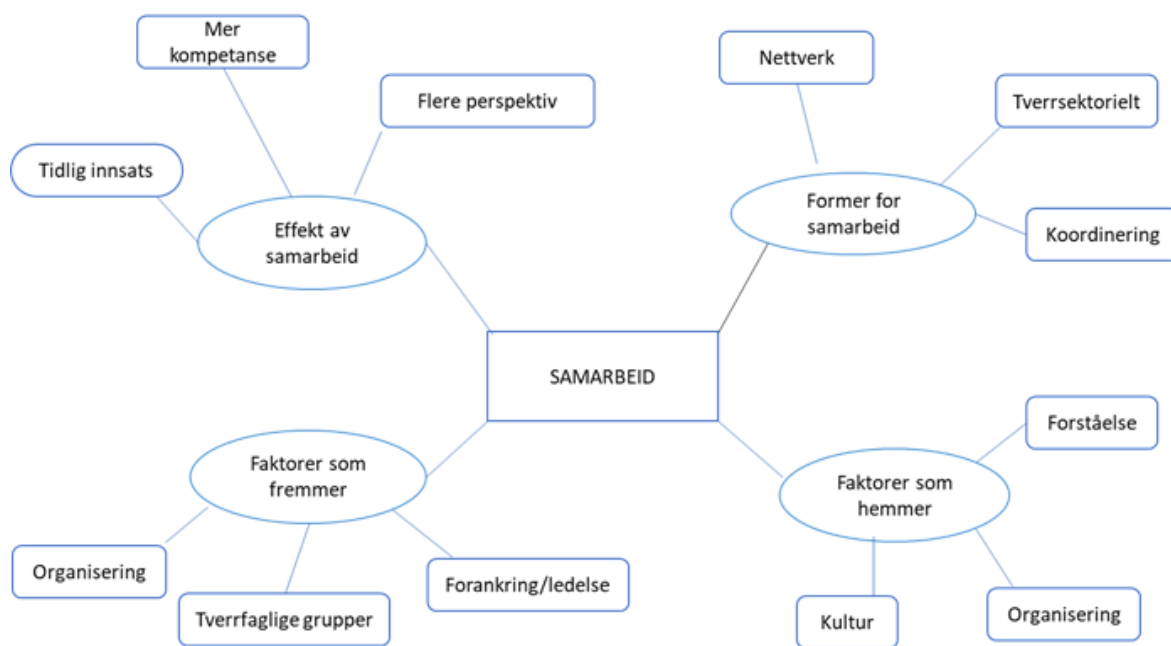 Mer
kompetanse
Flere perspektiv
Tidlig innsats
Effekt av
samarbeid
Nettverk
Tverrsektorielt
Former for
samarbeid
Koordinering
SAMARBEID
Faktorer som
fremmer
Organisering
Tverrfaglige grupper
Forankring/ledelse
Forståelse
Faktorer som
hemmer
Kultur
Organisering